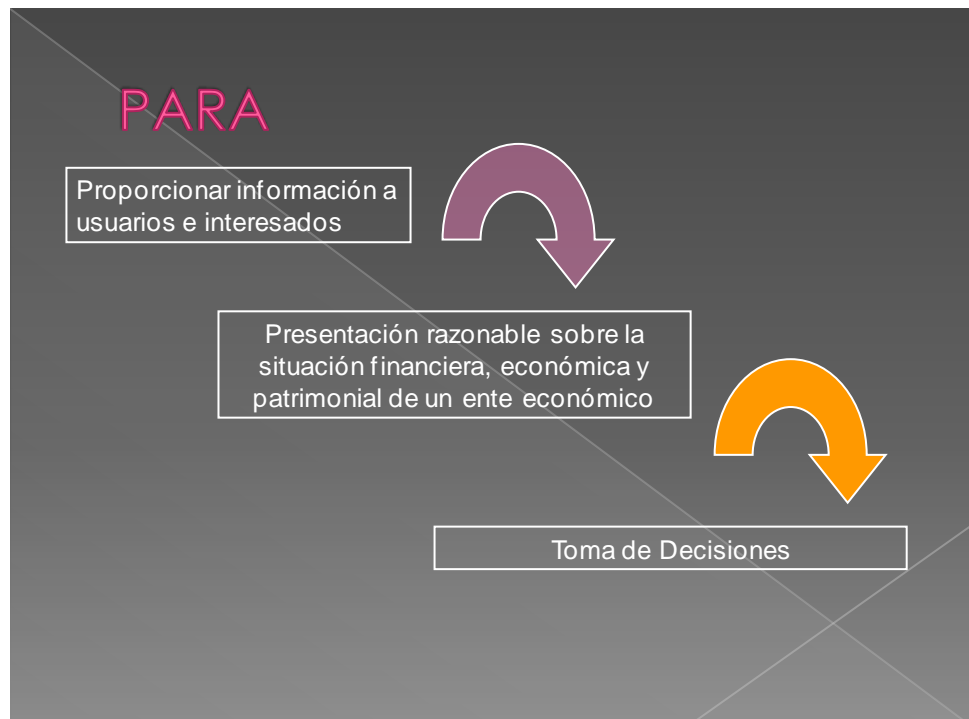 PARA
Proporcionar información a
usuarios e interesados
Presentación razonable sobre la
situación financiera, económica y
patrimonial de un ente económico
Toma de Decisiones